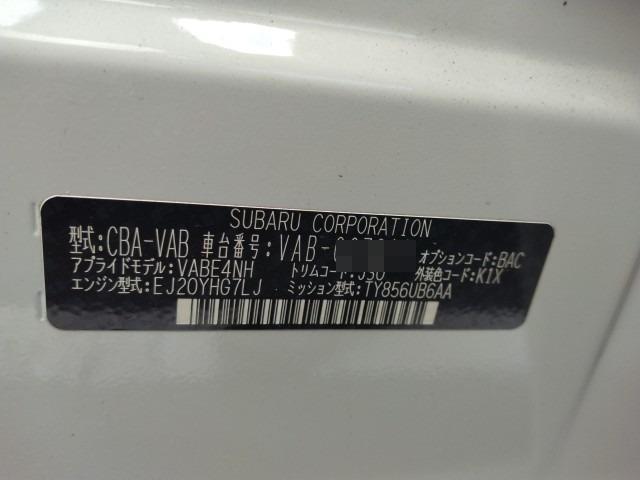 SUBARU CORPORATION
型式:CBA-VAB 車台番号:VAB- オプションコード:BAC
アプライドモデル:VABE4NH トリムコード: 外装色コード:K1X
エンジン型式:EJ20YHG7LJ ミッション型式:TY856UB6AA